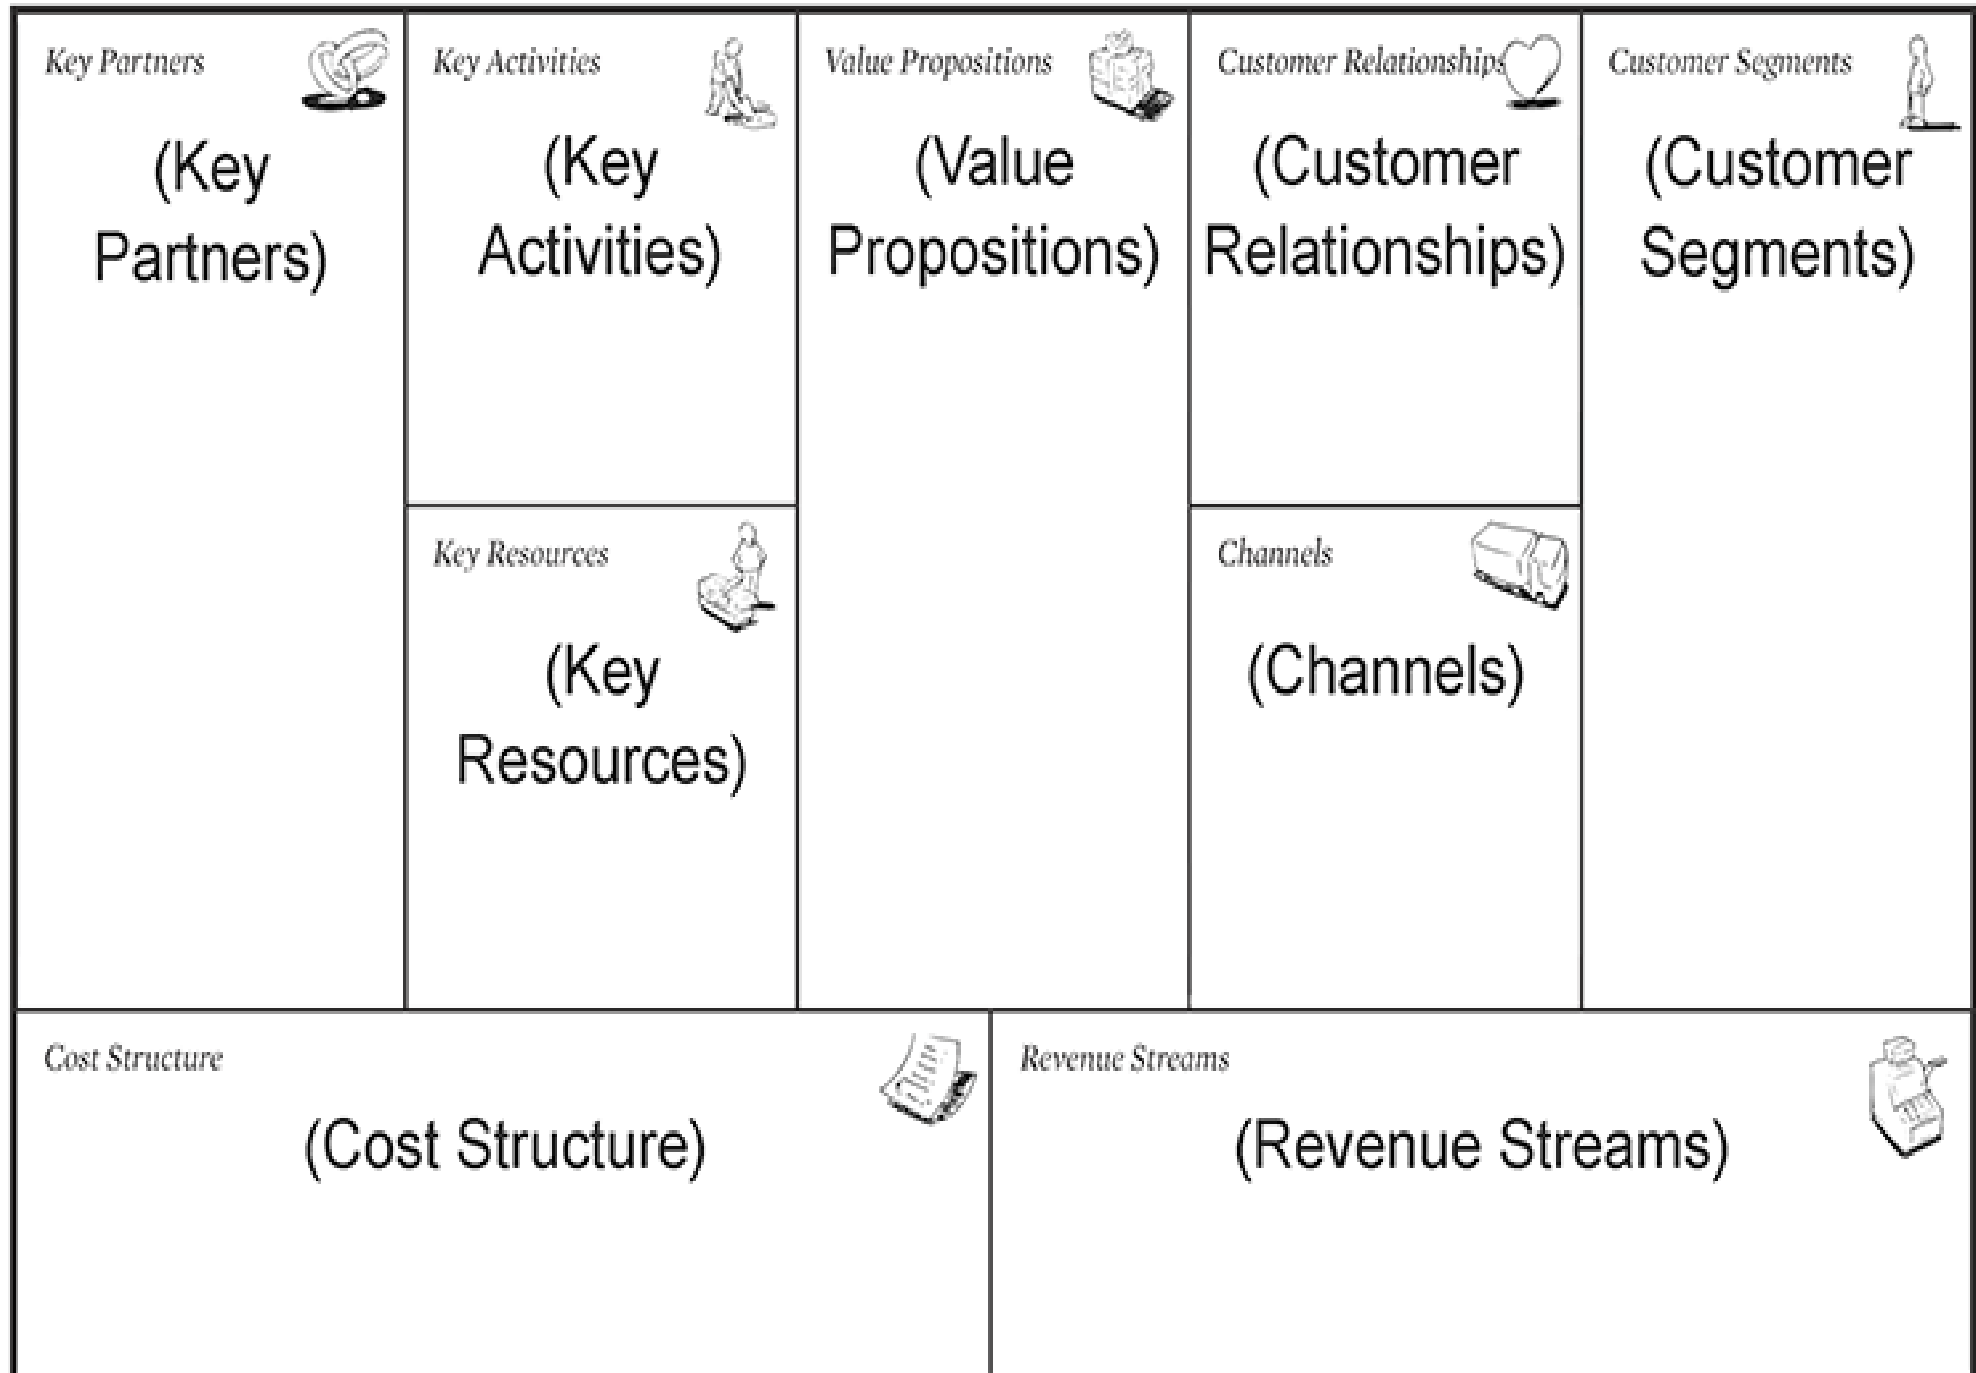 Key Partners
(Key
Partners)
Key Activities
(Key
Activities)
Key Resources
(Key
Resources)
Value Propositions
(Value
Propositions)
Customer Relationships
(Customer
Relationships)
Channels
(Channels)
Customer Segments
(Customer
Segments)
Cost Structure
(Cost Structure)
Revenue Streams
(Revenue Streams)